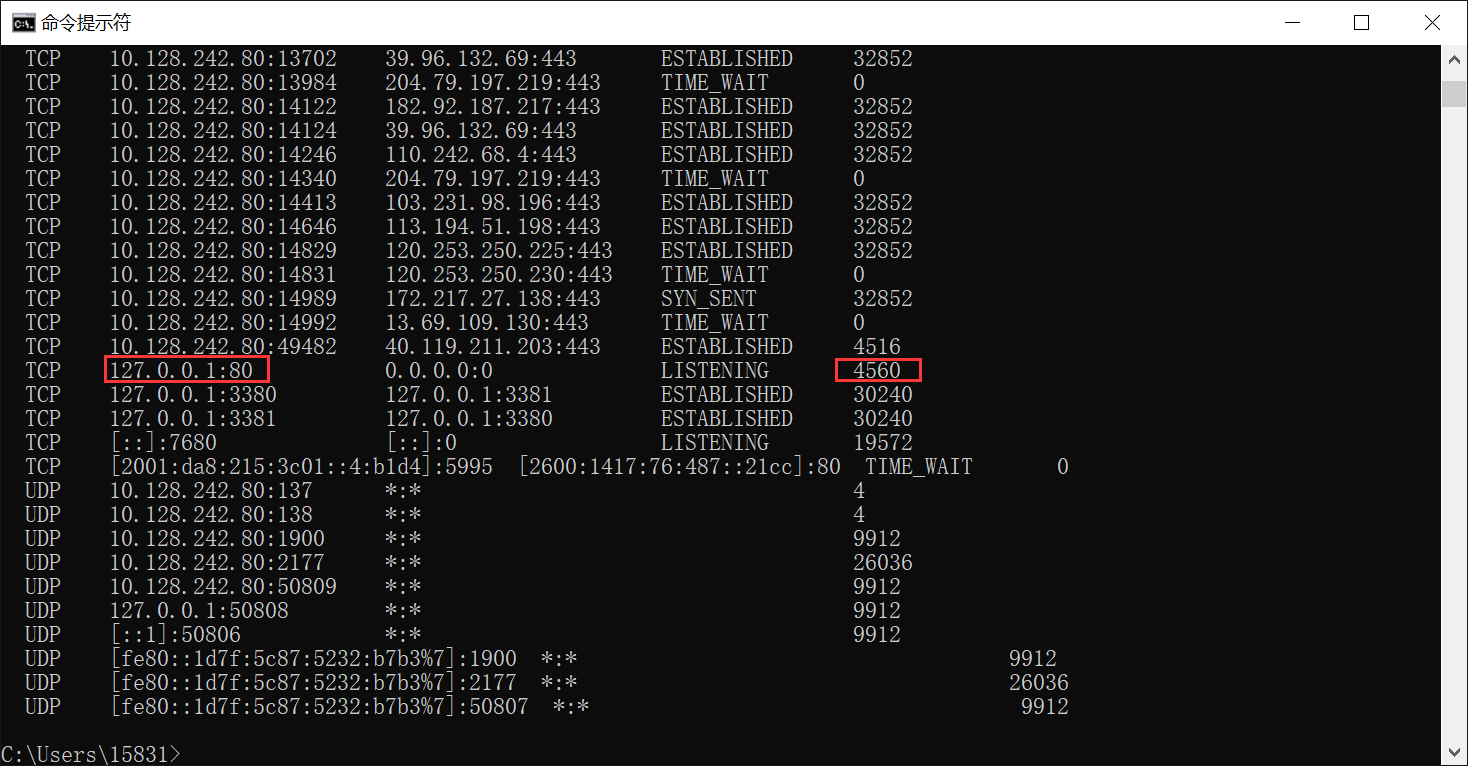 命令提示符
TCP 10.128.242.80:13702 39.96.132.69:443 ESTABLISHED 32852
TCP 10.128.242.80:13984 204.79.197.219:443 TIME_WAIT 0
TCP 10.128.242.80:14122 182.92.187.217:443 ESTABLISHED 32852
TCP 10.128.242.80:14124 39.96.132.69:443 ESTABLISHED 32852
TCP 10.128.242.80:14246 110.242.68.4:443 ESTABLISHED 32852
TCP 10.128.242.80:14340 204.79.197.219:443 TIME_WAIT 0
TCP 10.128.242.80:14413 103.231.98.196:443 ESTABLISHED 32852
TCP 10.128.242.80:14646 113.194.51.198:443 ESTABLISHED 32852
TCP 10.128.242.80:14829 120.253.250.225:443 ESTABLISHED 32852
TCP 10.128.242.80:14831 120.253.250.230:443 TIME_WAIT 0
TCP 10.128.242.80:14989 172.217.27.138:443 SYN_SENT 32852
TCP 10.128.242.80:14992 13.69.109.130:443 TIME_WAIT 0
TCP 10.128.242.80:49482 40.119.211.203:443 ESTABLISHED 4516
TCP 127.0.0.1:80 0.0.0.0:0 LISTENING 4560
TCP 127.0.0.1:3380 127.0.0.1:3381 ESTABLISHED 30240
TCP 127.0.0.1:3381 127.0.0.1:3380 ESTABLISHED 30240
TCP [::]:7680 [::]:0 LISTENING 19572
TCP [2001:da8:215:3c01::4:b1d4]:5995 [2600:1417:76:487::21cc]:80 TIME_WAIT 0
UDP 10.128.242.80:137 *:* 4
UDP 10.128.242.80:138 *:* 4
UDP 10.128.242.80:1900 *:* 9912
UDP 10.128.242.80:2177 *:* 26036
UDP 10.128.242.80:50809 *:* 9912
UDP 127.0.0.1:50808 *:* 9912
UDP [::1]:50806 *:* 9912
UDP [fe80::1d7f:5c87:5232:b7b3%7]:1900 *:* 9912
UDP [fe80::1d7f:5c87:5232:b7b3%7]:2177 *:* 26036
UDP [fe80::1d7f:5c87:5232:b7b3%7]:50807 *:* 9912
C:\Users\15831>